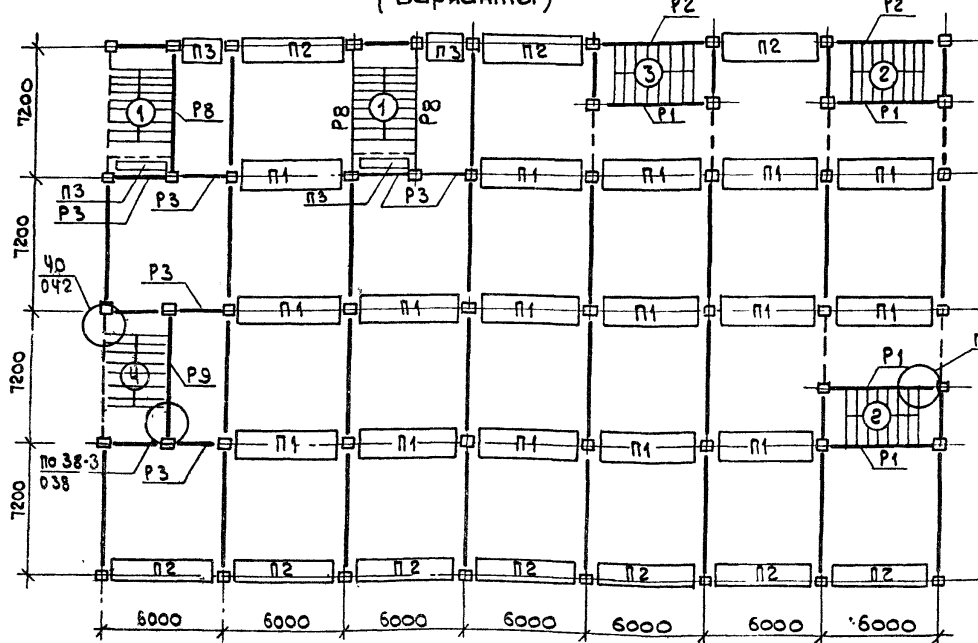 (варианты)
Р2 Р2
П3 П2 П3 П2 П2
7200 1 Р8 Р8 1 Р8 3 2
Р1 Р1
П1 П1 П1 П1 П1
П3 Р3 П3 Р3
Р3
7200
40 Р3
042
П1 П1 П1 П1 П1 П1
П
7200 4 Р9 Р1
2
П1 П1 П1 П1 П1 П1
по 38-3 Р3 Р1
038
7200
П2 П2 П2 П2 П2 П2 П2
6000 6000 6000 6000 6000 6000 6000